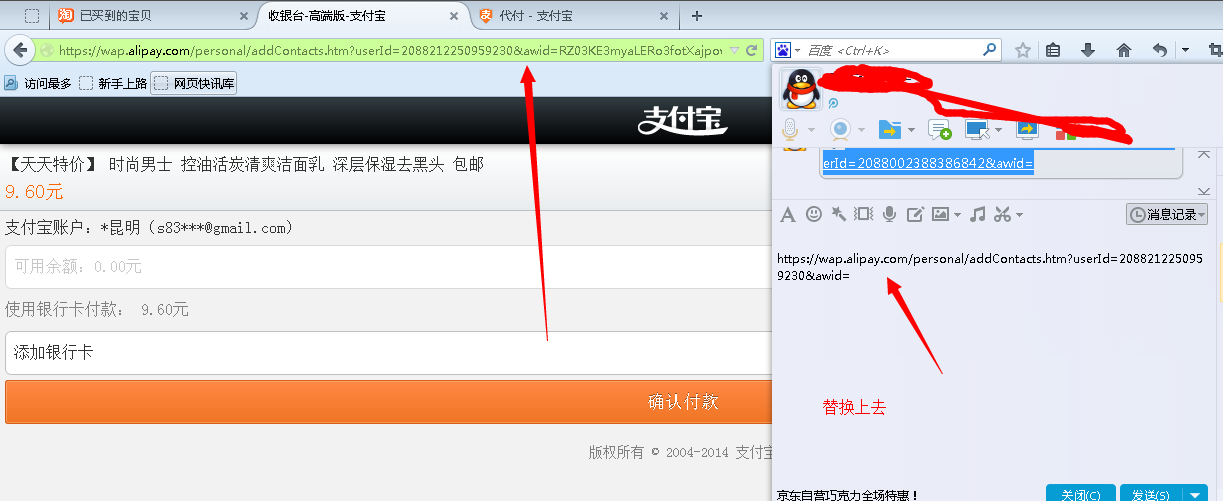 已买到的宝贝
收银台-高端版-支付宝
代付 - 支付宝
https://wap.alipay.com/personal/addContacts.htm?userId=2088212250959230&awid=RZ03KE3myaLERo3fotXajpov
百度 <Ctrl+K>
访问最多
新手上路
网页快讯库
支付宝
【天天特价】 时尚男士 控油活炭清爽洁面乳 深层保湿去黑头 包邮
9.60元
支付宝账户：*昆明（s83***@gmail.com）
可用余额：0.00元
使用银行卡付款： 9.60元
添加银行卡
确认付款
版权所有 © 2004-2014 支付宝
erId=2088002388386842&awid=
消息记录
https://wap.alipay.com/personal/addContacts.htm?userId=208821225095
9230&awid=
替换上去
京东自营巧克力全场特惠！
关闭(C)
发送(S)